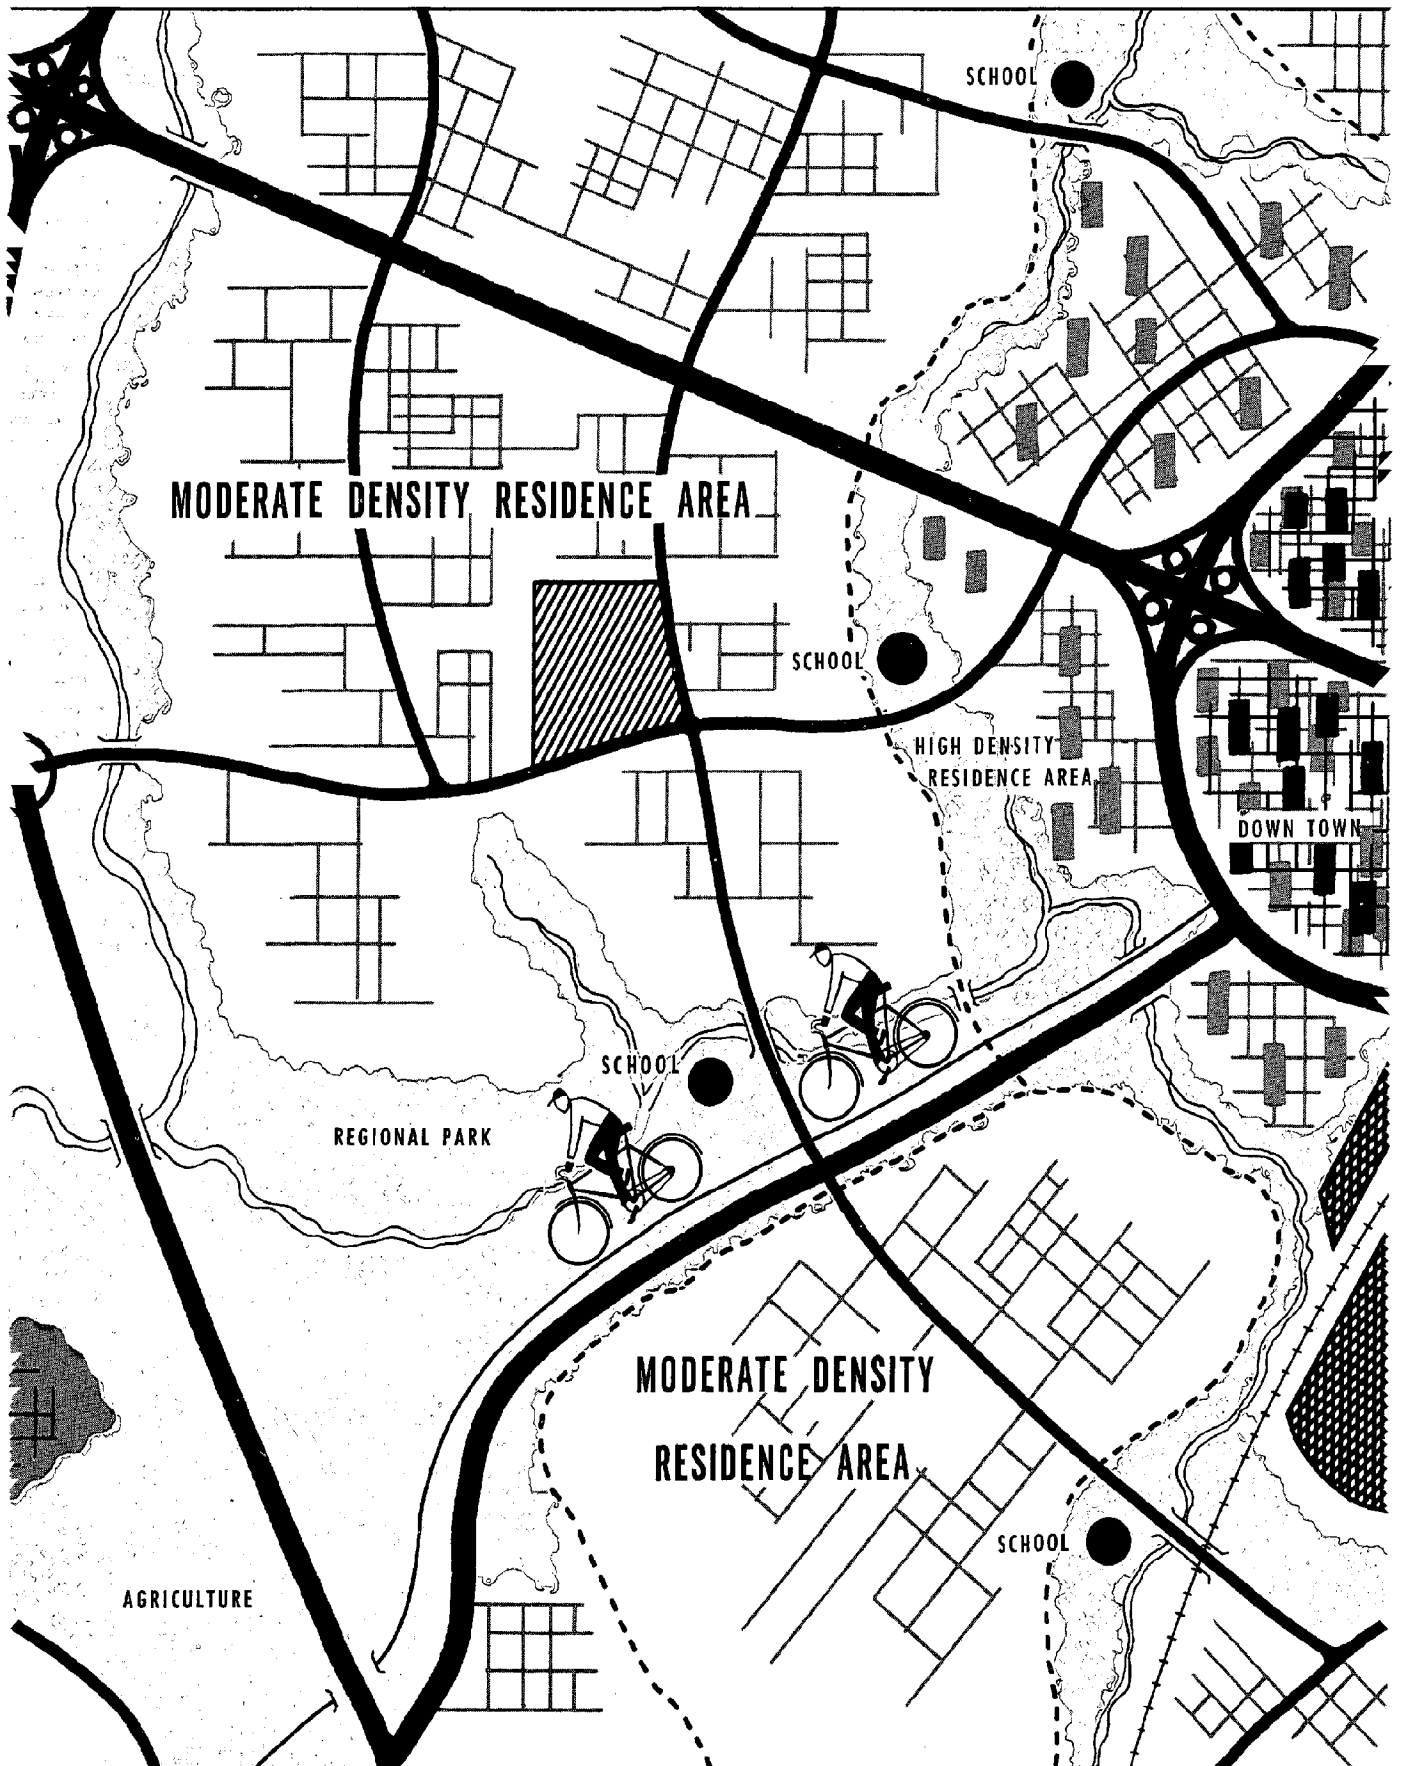 SCHOOL
MODERATE DENSITY RESIDENCE AREA
SCHOOL
HIGH DENSITY
RESIDENCE AREA
DOWN TOWN
SCHOOL
REGIONAL PARK
MODERATE DENSITY
RESIDENCE AREA
SCHOOL
AGRICULTURE